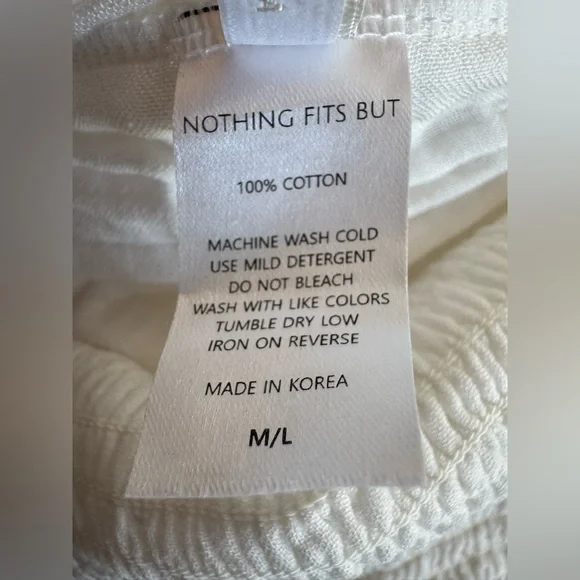 NOTHING FITS BUT
100% COTTON
MACHINE WASH COLD
USE MILD DETERGENT
DO NOT BLEACH
WASH WITH LIKE COLORS
TUMBLE DRY LOW
IRON ON REVERSE
MADE IN KOREA
M/L